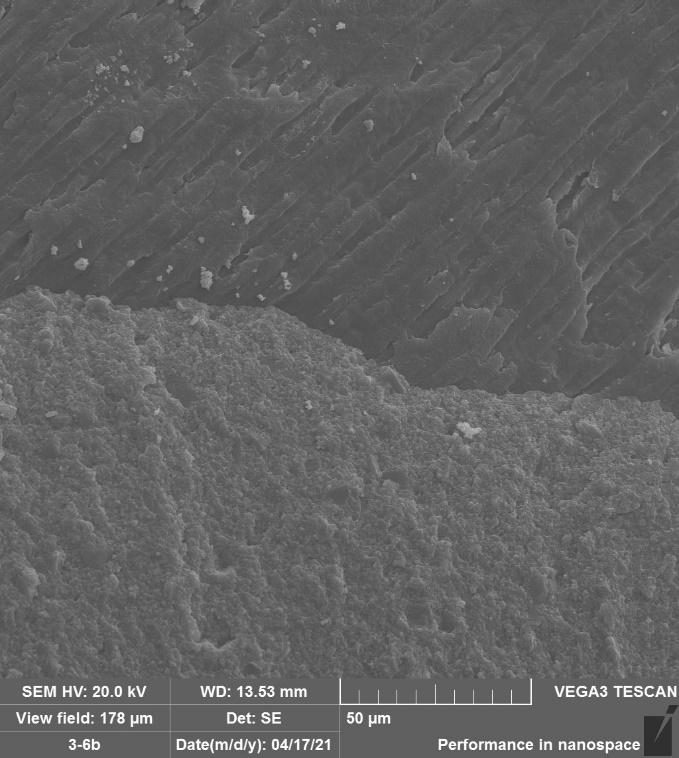 SEM HV: 20.0 kV WD: 13.53 mm VEGA3 TESCAN
View field: 178 µm Det: SE 50 µm
3-6b Date(m/d/y): 04/17/21 Performance in nanospace